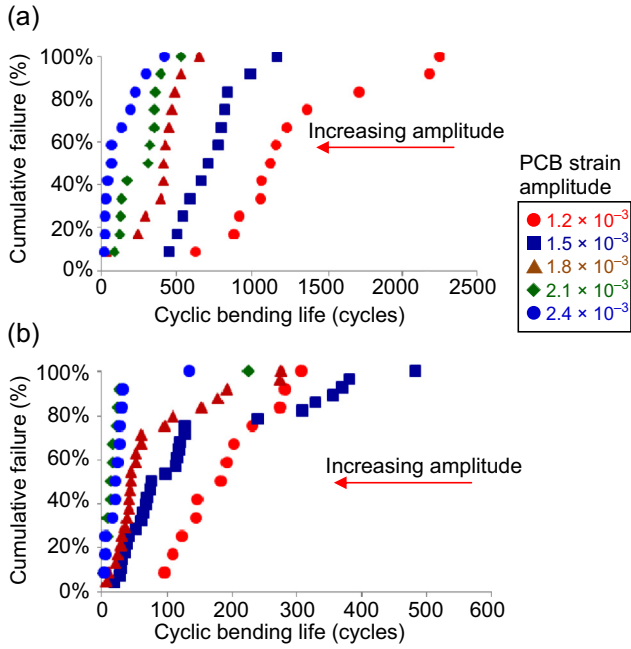 (a)
100%
80%
60%
40%
20%
0%
Cumulative failure (%)
Increasing amplitude
0 500 1000 1500 2000 2500
Cyclic bending life (cycles)
PCB strain
amplitude
1.2 × 10⁻³
1.5 × 10⁻³
1.8 × 10⁻³
2.1 × 10⁻³
2.4 × 10⁻³
(b)
100%
80%
60%
40%
20%
0%
Cumulative failure (%)
Increasing amplitude
0 100 200 300 400 500 600
Cyclic bending life (cycles)